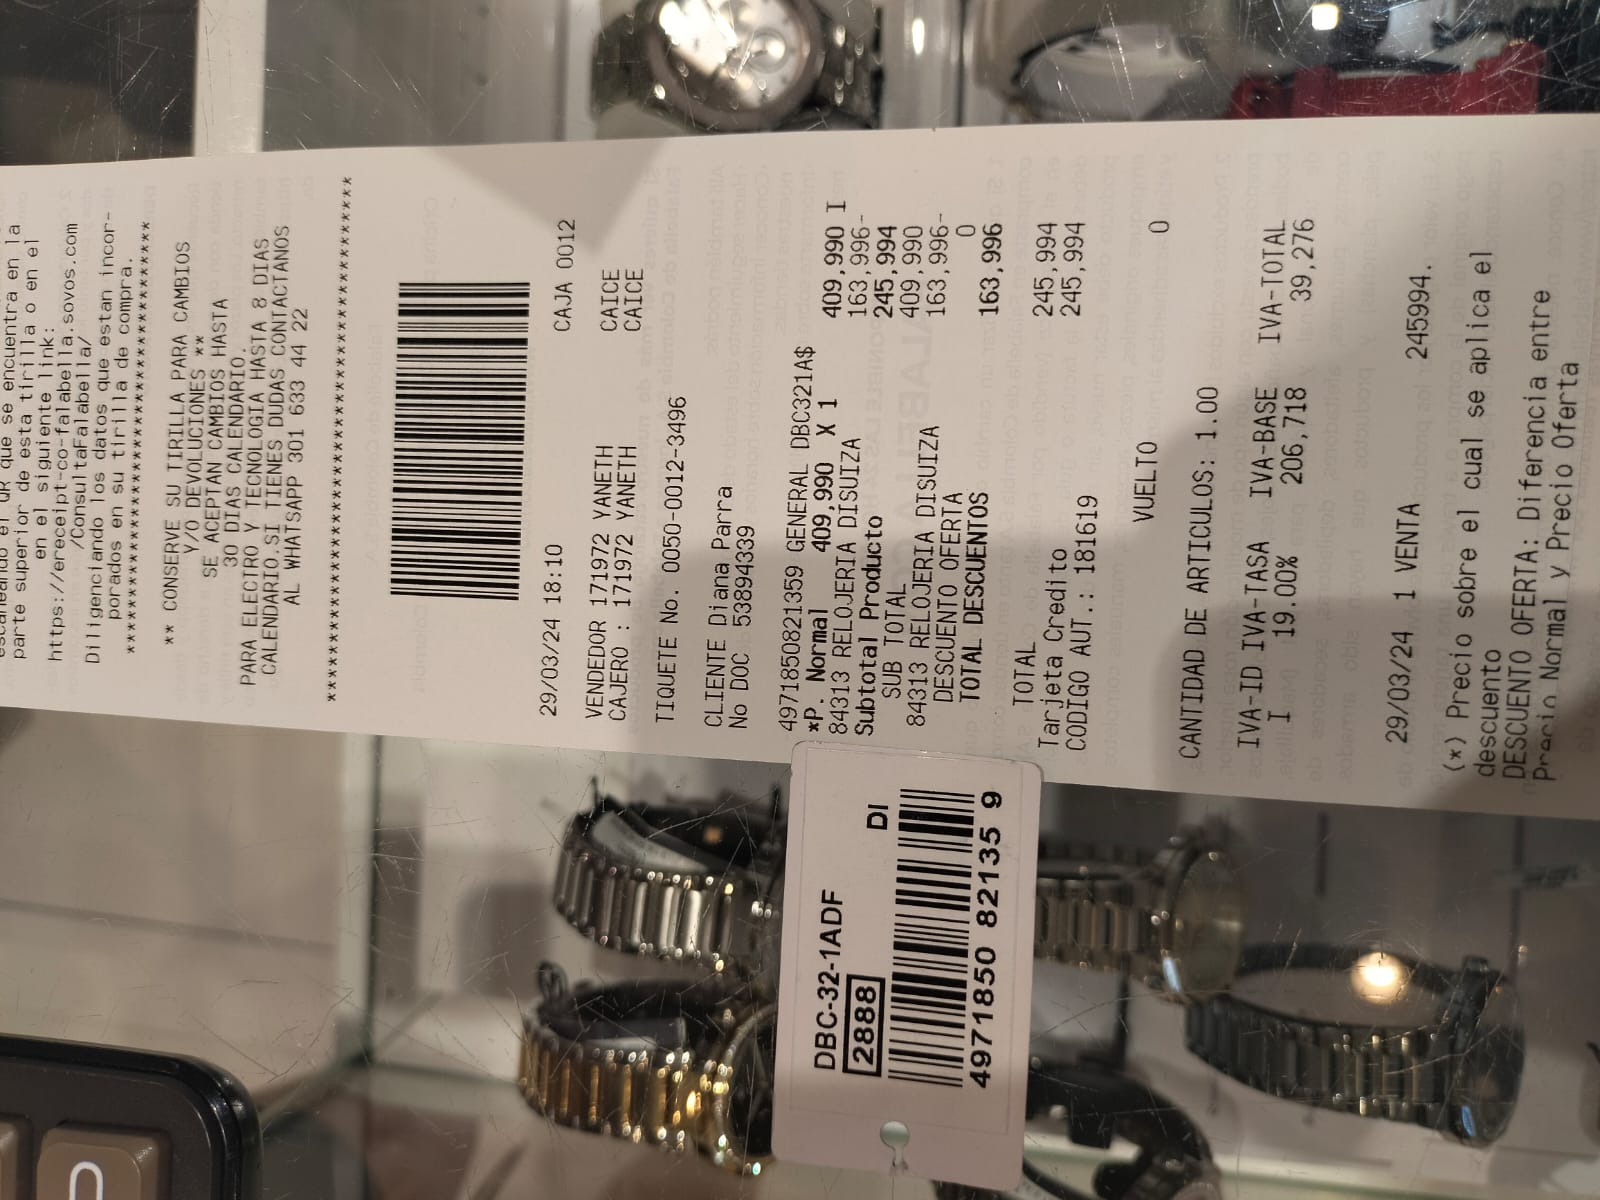 escaneando el QR que se encuentra en la
parte superior de esta tirilla o en el
en el siguiente link:
https://ereceipt-co-falabella.sovos.com
/ConsultaFalabella/
Diligenciando los datos que estan incor-
porados en su tirilla de compra.
***************************************
** CONSERVE SU TIRILLA PARA CAMBIOS
Y/O DEVOLUCIONES **
SE ACEPTAN CAMBIOS HASTA
30 DIAS CALENDARIO.
PARA ELECTRO Y TECNOLOGIA HASTA 8 DIAS
CALENDARIO.SI TIENES DUDAS CONTACTANOS
AL WHATSAPP 301 633 44 22
***************************************
29/03/24 18:10 CAJA 0012
VENDEDOR 171972 YANETH CAICE
CAJERO : 171972 YANETH CAICE
TIQUETE No. 0050-0012-3496
CLIENTE Diana Parra
No DOC 53894339
4971850821359 GENERAL DBC321A$
*P. Normal 409,990 X 1 409,990 I
84313 RELOJERIA DISUIZA 163,996-
Subtotal Producto 245,994
SUB TOTAL 409,990
84313 RELOJERIA DISUIZA 163,996-
DESCUENTO OFERTA 0
TOTAL DESCUENTOS 163,996
TOTAL 245,994
Tarjeta Credito 245,994
CODIGO AUT.: 181619
VUELTO 0
CANTIDAD DE ARTICULOS: 1.00
IVA-ID IVA-TASA IVA-BASE IVA-TOTAL
I 19.00% 206,718 39,276
29/03/24 1 VENTA 245994.
(*) Precio sobre el cual se aplica el
descuento
DESCUENTO OFERTA: Diferencia entre
Precio Normal y Precio Oferta
DBC-32-1ADF
2888 DI
4971850 82135 9